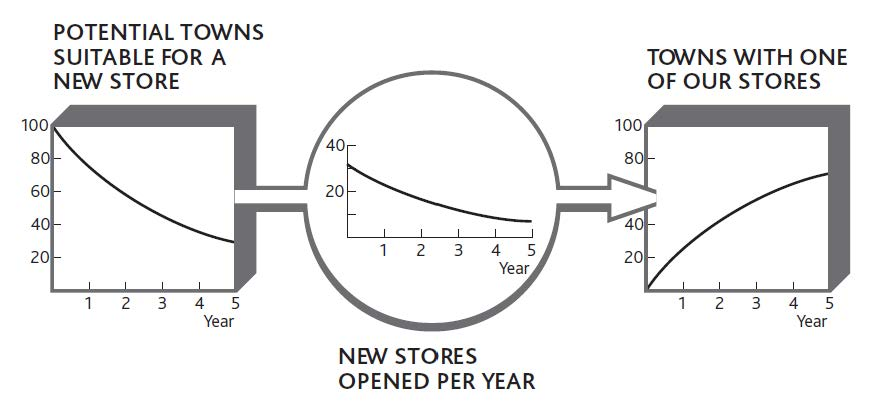 POTENTIAL TOWNS
SUITABLE FOR A
NEW STORE
100
80
60
40
20
1 2 3 4 5
Year
40
20
1 2 3 4 5
Year
NEW STORES
OPENED PER YEAR
TOWNS WITH ONE
OF OUR STORES
100
80
40
20
1 2 3 4 5
Year